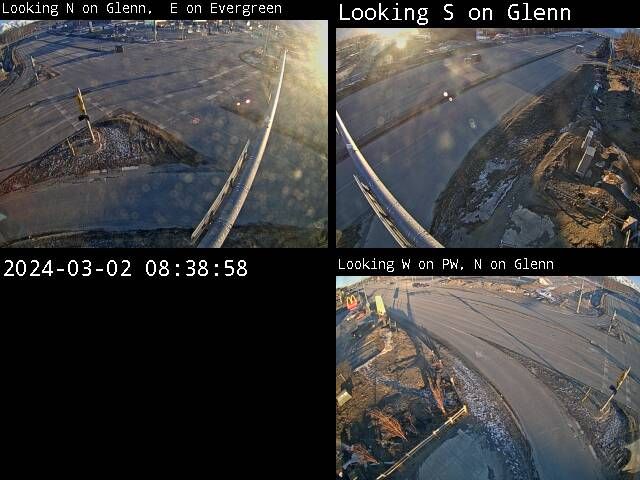 Looking N on Glenn,  E on Evergreen
Looking S on Glenn
2024-03-02 08:38:58
Looking W on PW, N on Glenn